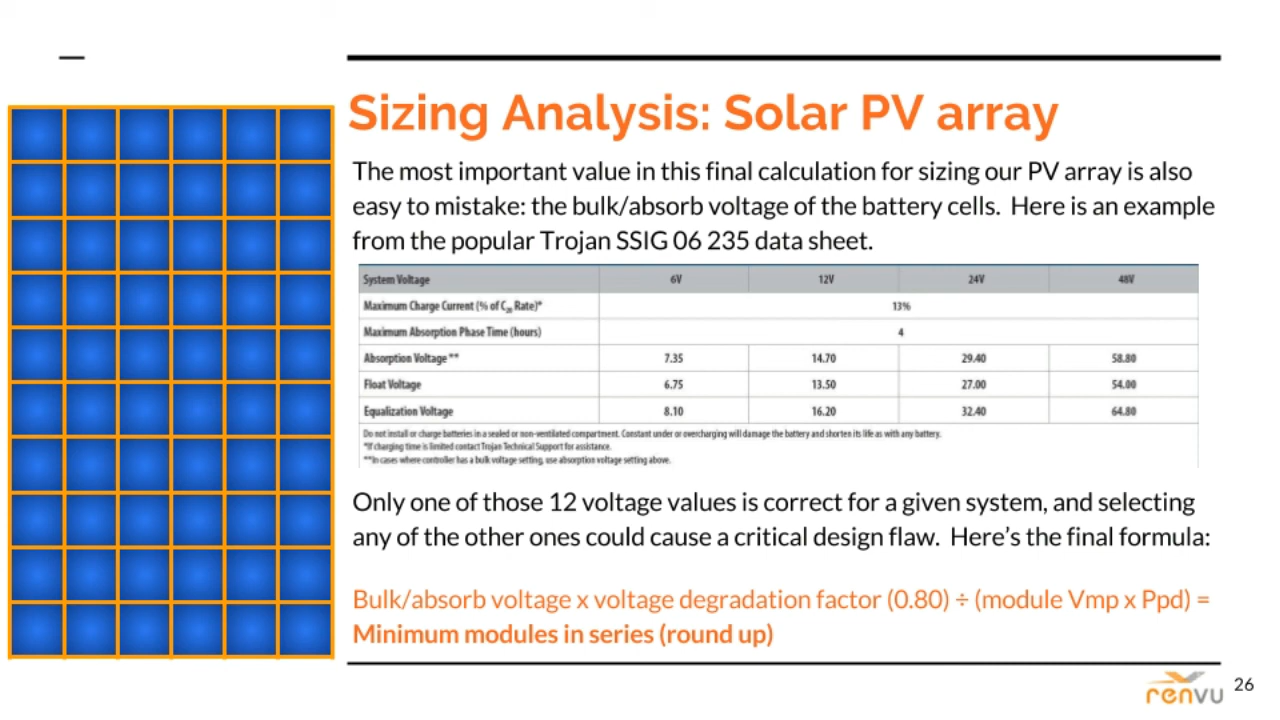 Sizing Analysis: Solar PV array
The most important value in this final calculation for sizing our PV array is also
easy to mistake: the bulk/absorb voltage of the battery cells.  Here is an example
from the popular Trojan SSIG 06 235 data sheet.
System Voltage 6V 12V 24V 48V
Maximum Charge Current (% of C20 Rate)* 13%
Maximum Absorption Phase Time (hours) 4
Absorption Voltage ** 7.35 14.70 29.40 58.80
Float Voltage 6.75 13.50 27.00 54.00
Equalization Voltage 8.10 16.20 32.40 64.80
Do not install or charge batteries in a sealed or non-ventilated compartment. Constant under or overcharging will damage the battery and shorten its life as with any battery.
*If charging time is limited contact Trojan Technical Support for assistance.
**In cases where controller has a bulk voltage setting, use absorption voltage setting above.
Only one of those 12 voltage values is correct for a given system, and selecting
any of the other ones could cause a critical design flaw.  Here’s the final formula:
Bulk/absorb voltage x voltage degradation factor (0.80) ÷ (module Vmp x Ppd) =
Minimum modules in series (round up)
renvu
26